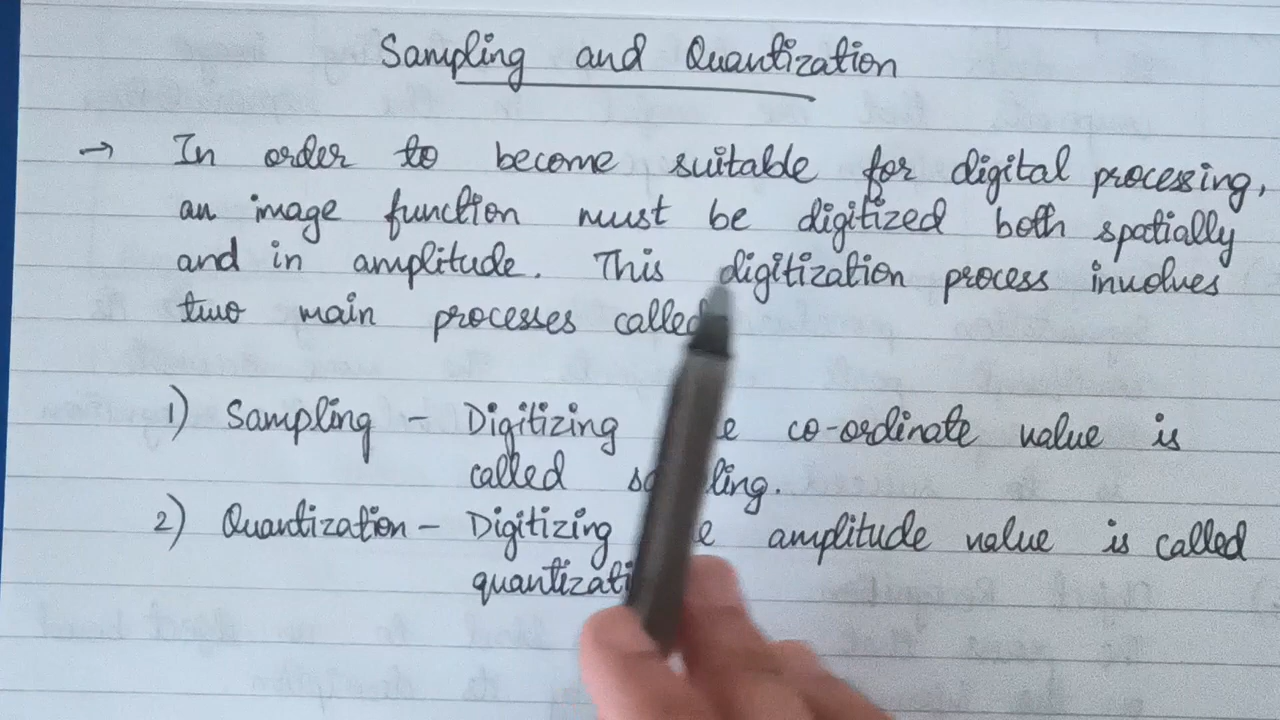 Sampling and Quantization
→ In order to become suitable for digital processing,
an image function must be digitized both spatially
and in amplitude. This digitization process involves
two main processes called
1) Sampling - Digitizing co-ordinate value is
called sampling.
2) Quantization - Digitizing amplitude value is called
quantizati